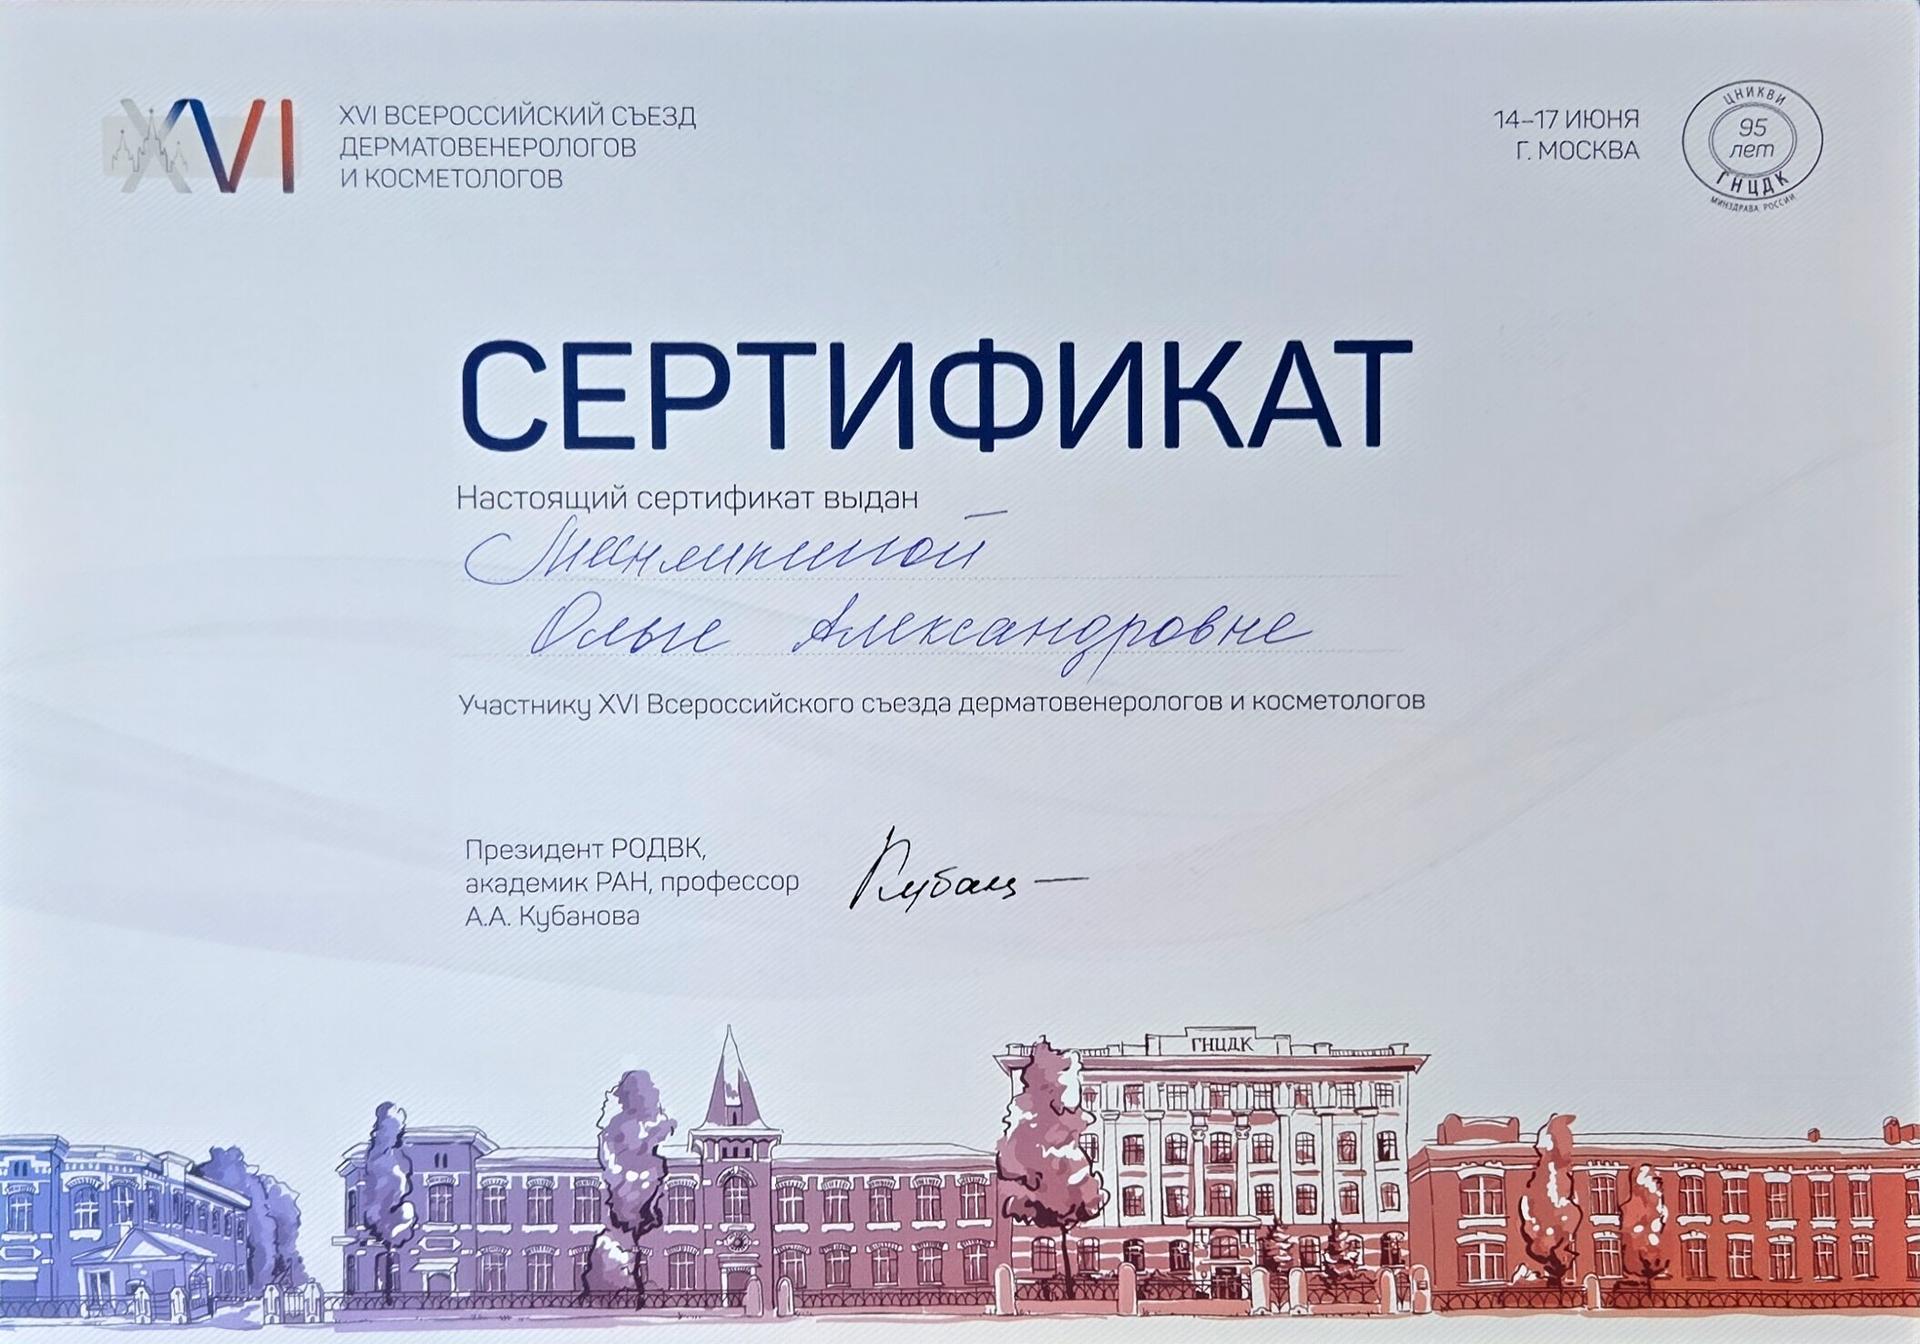 XVI
XVI ВСЕРОССИЙСКИЙ СЪЕЗД
ДЕРМАТОВЕНЕРОЛОГОВ
И КОСМЕТОЛОГОВ
14–17 ИЮНЯ
Г. МОСКВА
ЦНИКВИ
95
лет
ГНЦДК
МИНЗДРАВА РОССИИ
СЕРТИФИКАТ
Настоящий сертификат выдан
Ольге Александровне
Участнику XVI Всероссийского съезда дерматовенерологов и косметологов
Президент РОДВК,
академик РАН, профессор
А.А. Кубанова
ГНЦДК